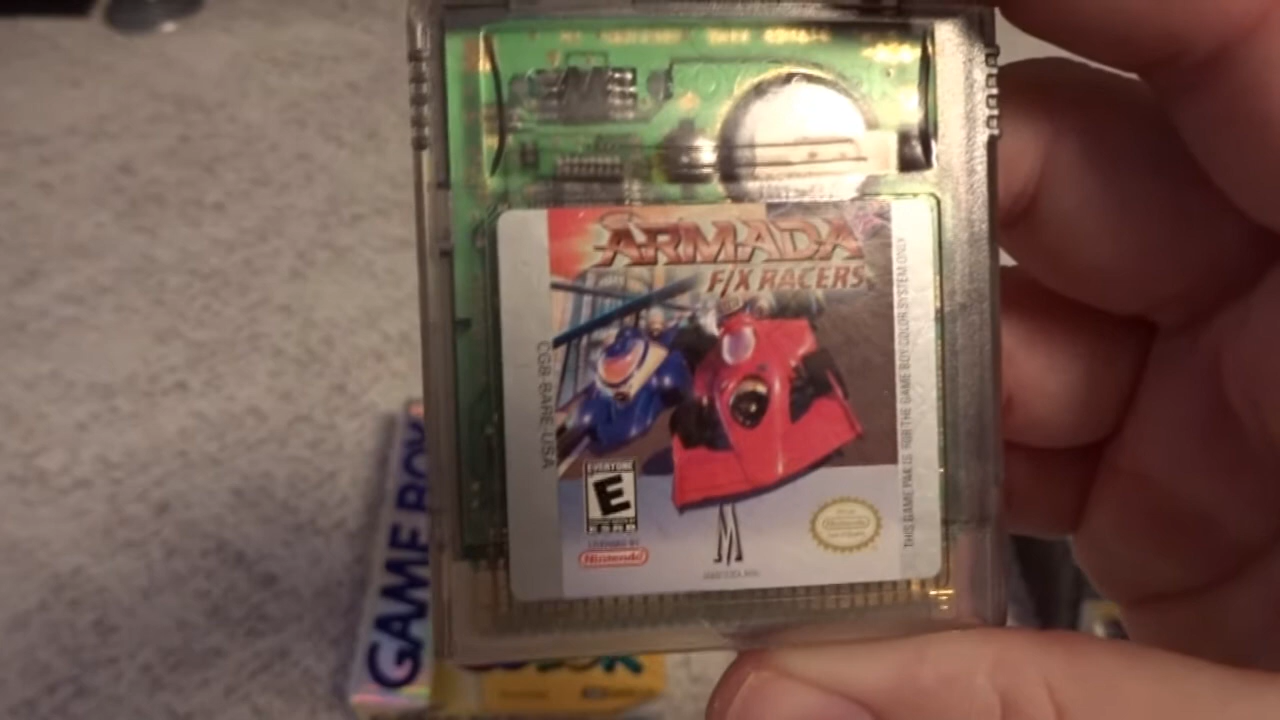 ARMADA
F/X RACERS
THIS GAME PAK IS FOR THE GAME BOY COLOR SYSTEM ONLY
CGB BARE USA
EVERYONE
E
LICENSED BY
Nintendo
M
Nintendo
GAME BOY